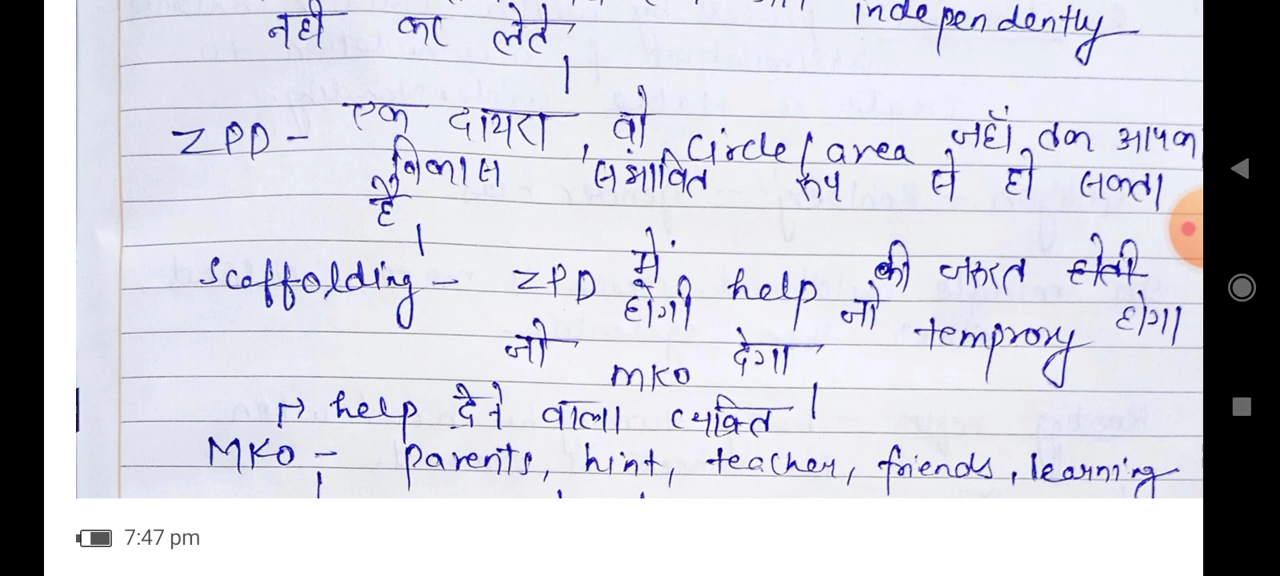 नही कर लेते । independently
ZPD - एक दायरा, वो circle/area जहाँ तक आपका
विकास संभावित रूप से हो सकता
है ।
Scaffolding - ZPD में help की जरूरत होती
होगी जो temprory होगा
जो MKO देगा ।
↳ help देने वाला व्यक्ति
MKO - parents, hint, teacher, friends, learning
7:47 pm